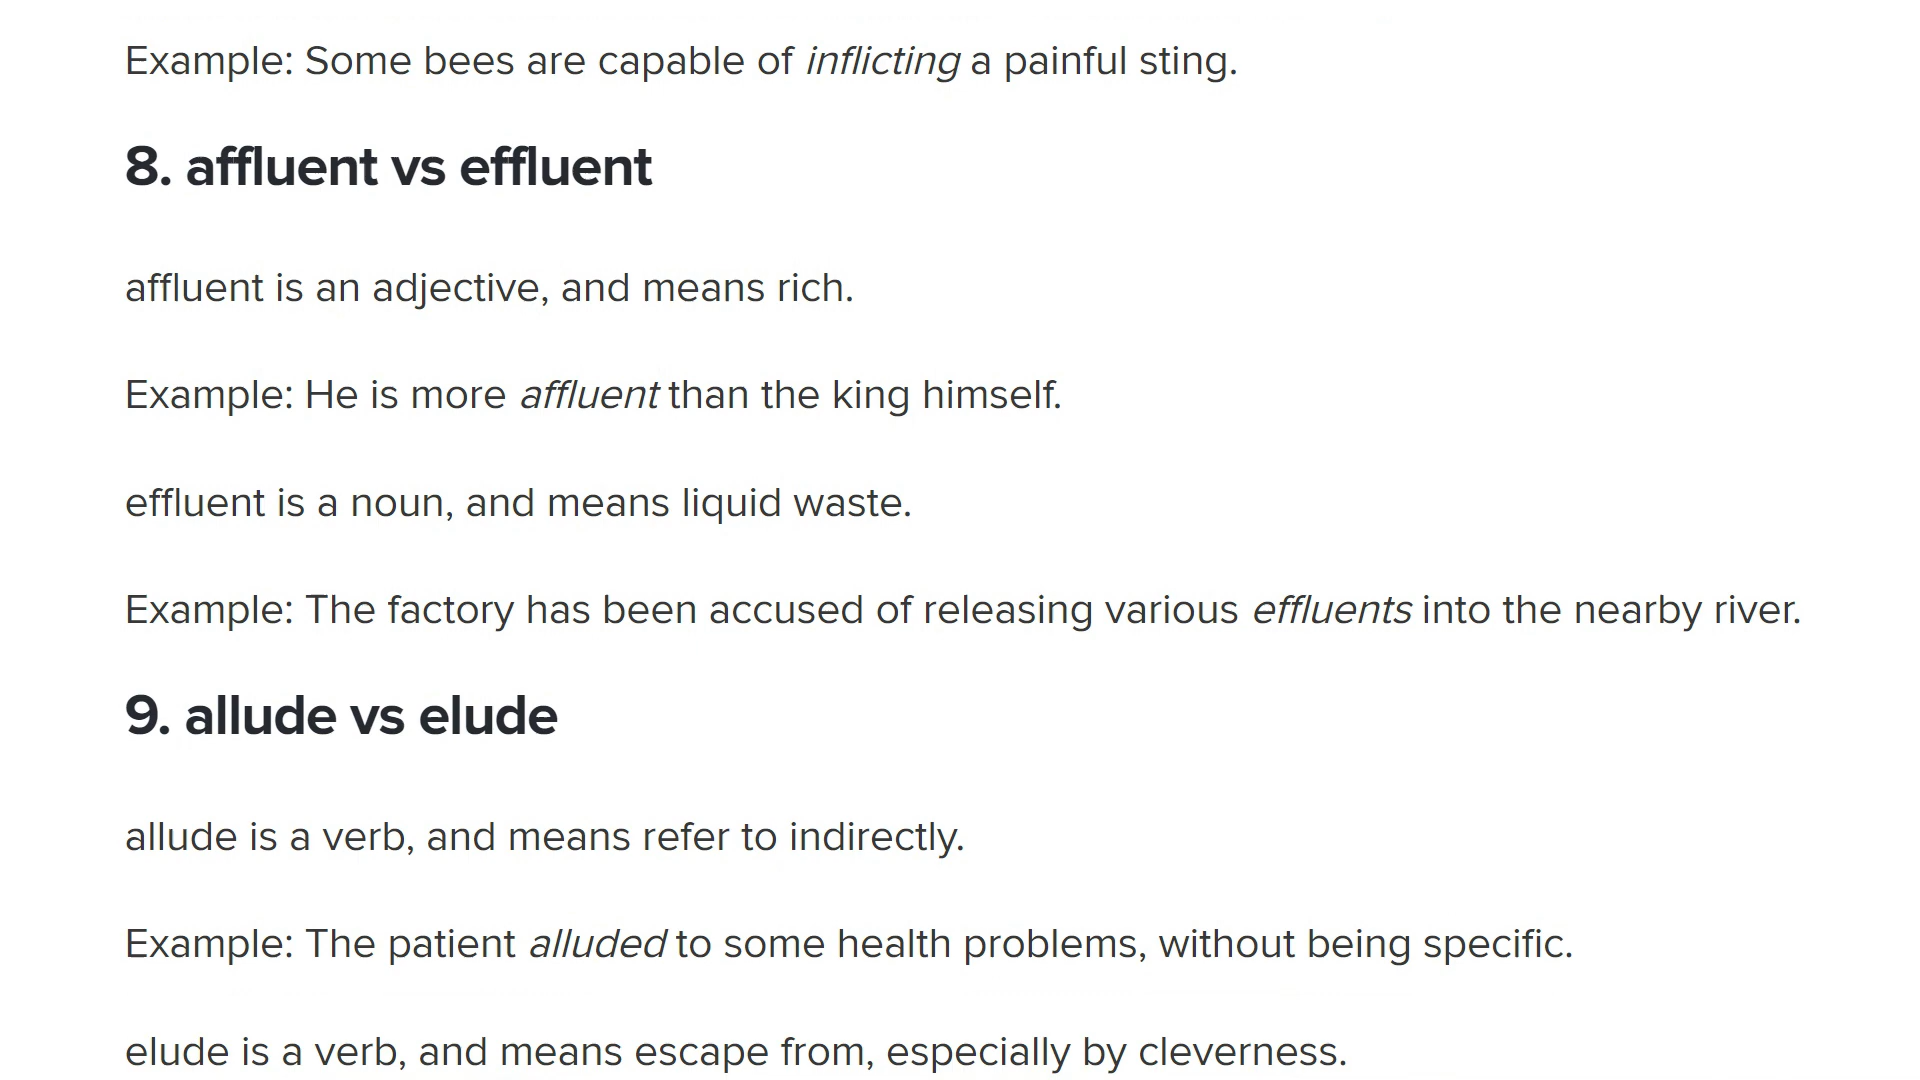 Example: Some bees are capable of inflicting a painful sting.
8. affluent vs effluent
affluent is an adjective, and means rich.
Example: He is more affluent than the king himself.
effluent is a noun, and means liquid waste.
Example: The factory has been accused of releasing various effluents into the nearby river.
9. allude vs elude
allude is a verb, and means refer to indirectly.
Example: The patient alluded to some health problems, without being specific.
elude is a verb, and means escape from, especially by cleverness.